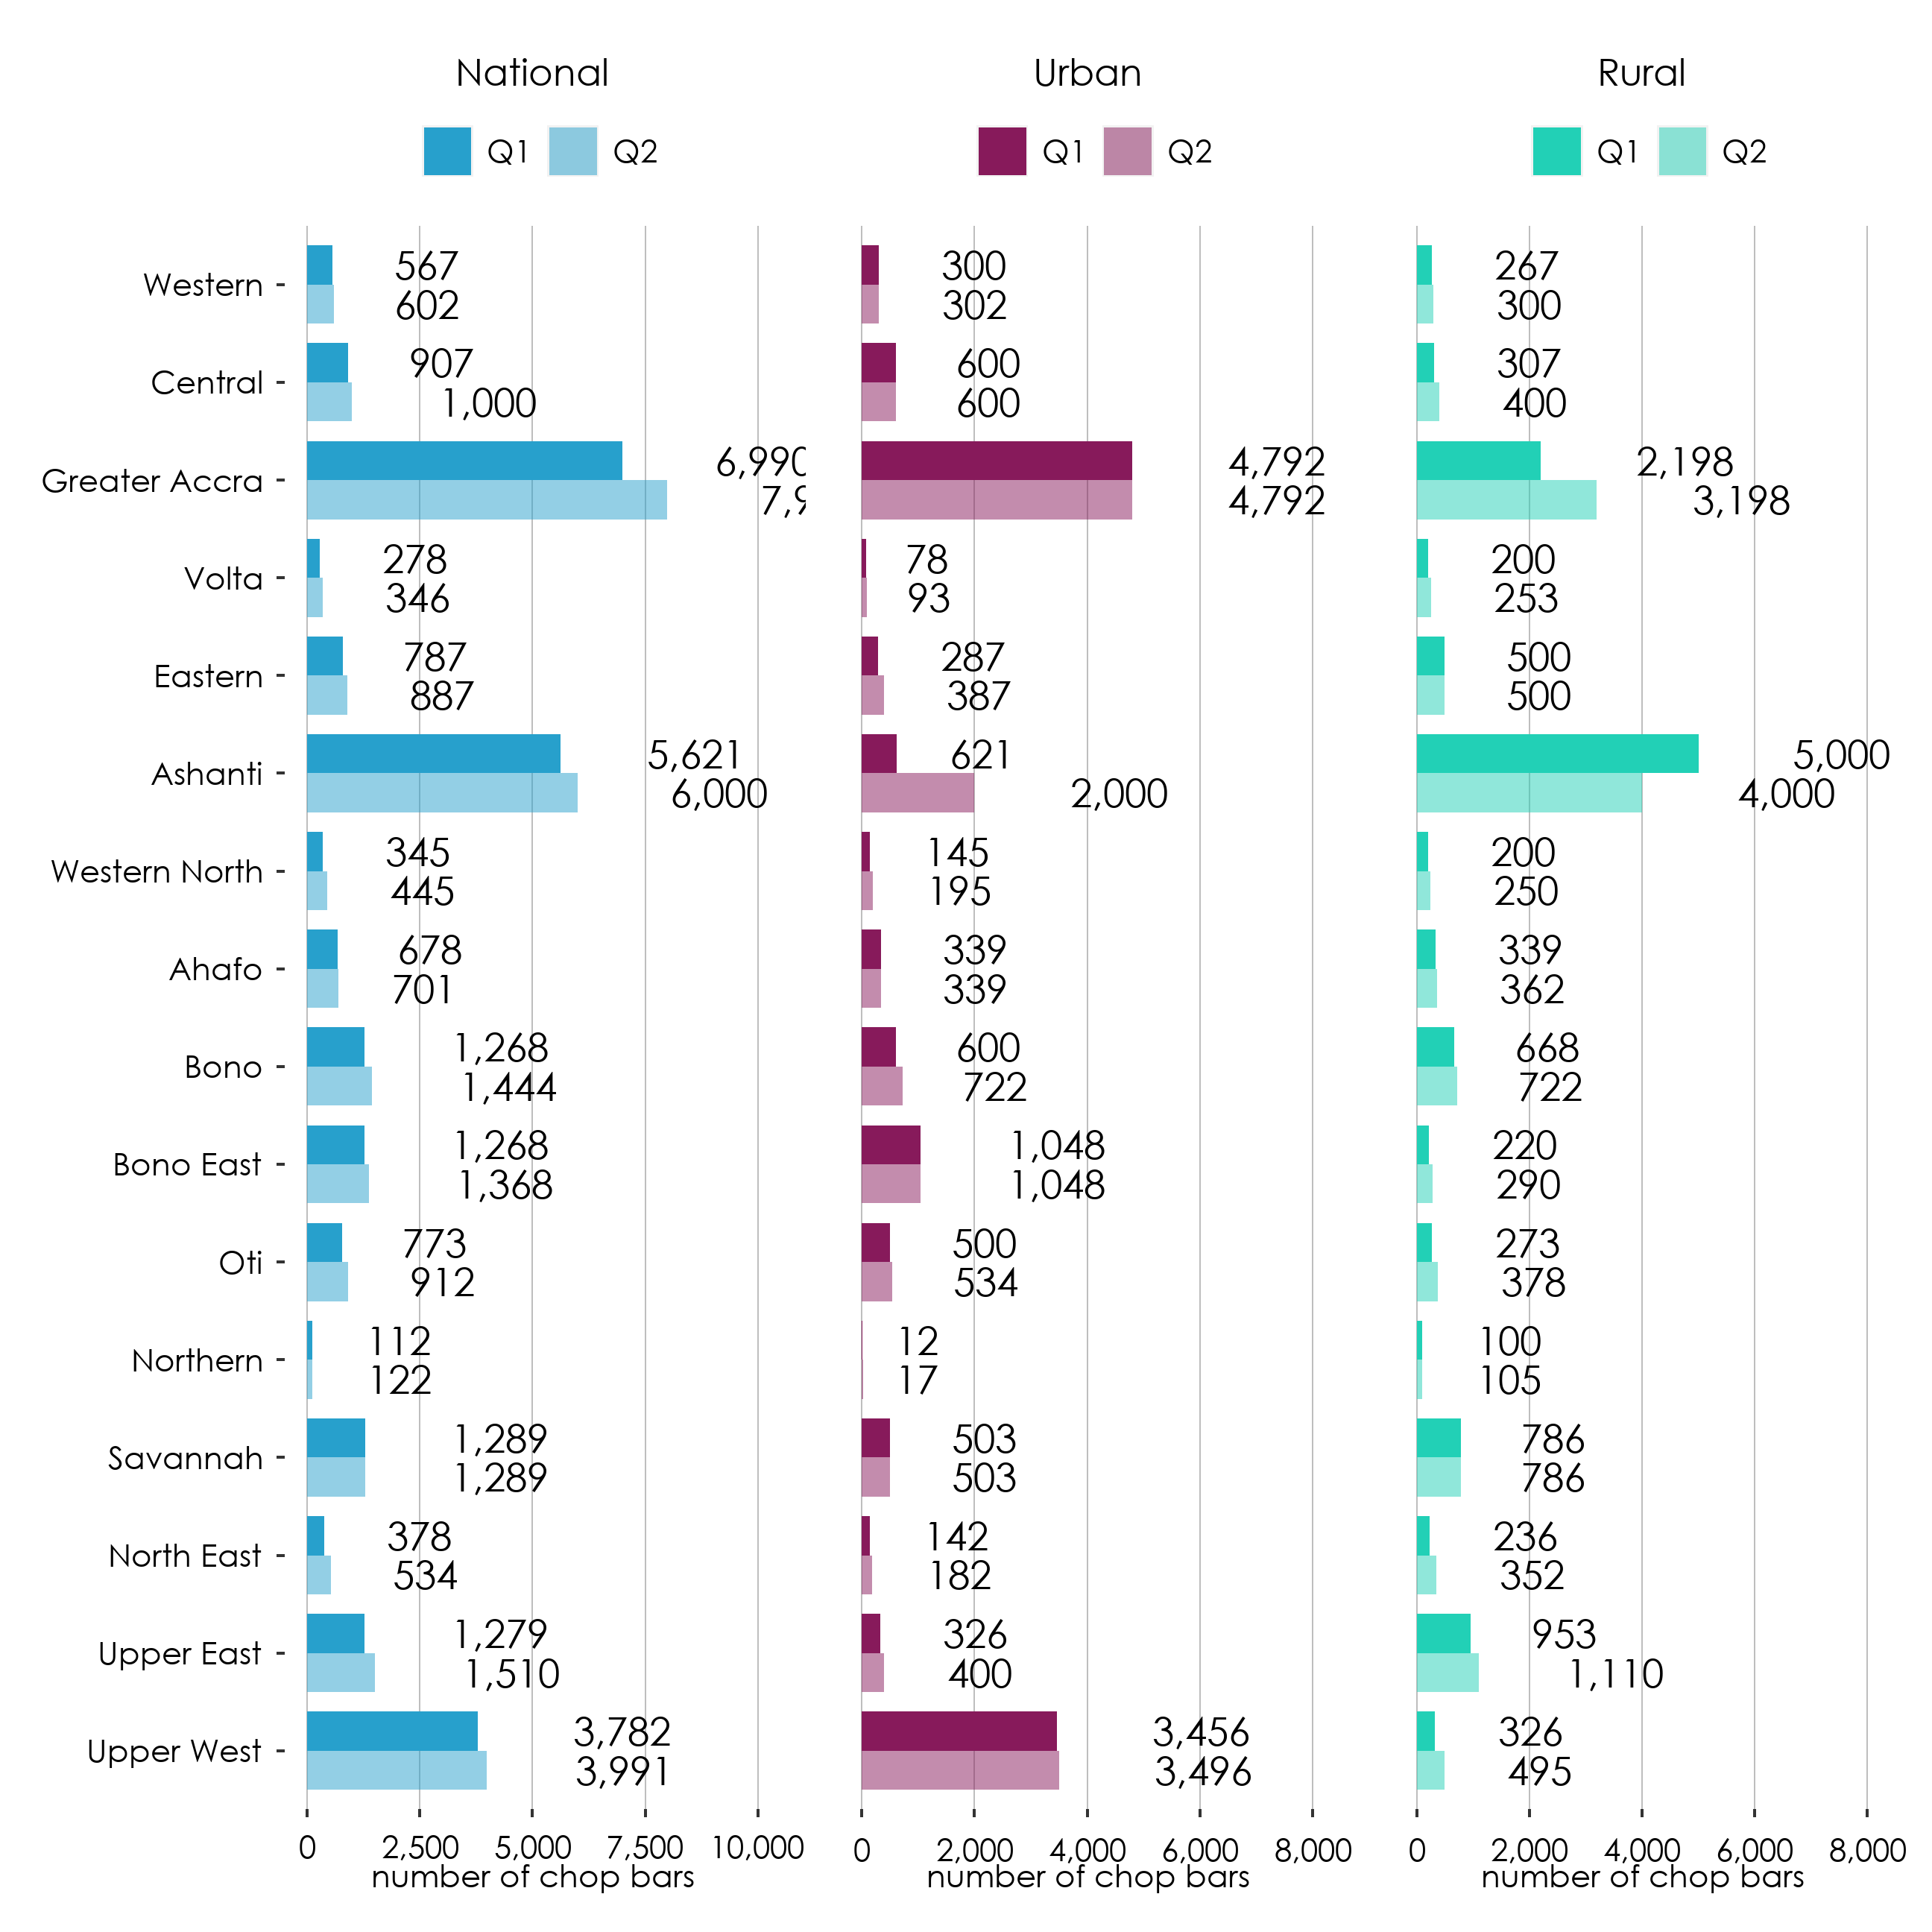 National Urban Rural
Q1 Q2 Q1 Q2 Q1 Q2
Western 567 300 267
602 302 300
Central 907 600 307
1,000 600 400
Greater Accra 6,990 4,792 2,198
4,792 3,198
Volta 278 78 200
346 93 253
Eastern 787 287 500
887 387 500
Ashanti 5,621 621 5,000
6,000 2,000 4,000
Western North 345 145 200
445 195 250
Ahafo 678 339 339
701 339 362
Bono 1,268 600 668
1,444 722 722
Bono East 1,268 1,048 220
1,368 1,048 290
Oti 773 500 273
912 534 378
Northern 112 12 100
122 17 105
Savannah 1,289 503 786
1,289 503 786
North East 378 142 236
534 182 352
Upper East 1,279 326 953
1,510 400 1,110
Upper West 3,782 3,456 326
3,991 3,496 495
0 2,500 5,000 7,500 10,000 0 2,000 4,000 6,000 8,000 0 2,000 4,000 6,000 8,000
number of chop bars number of chop bars number of chop bars